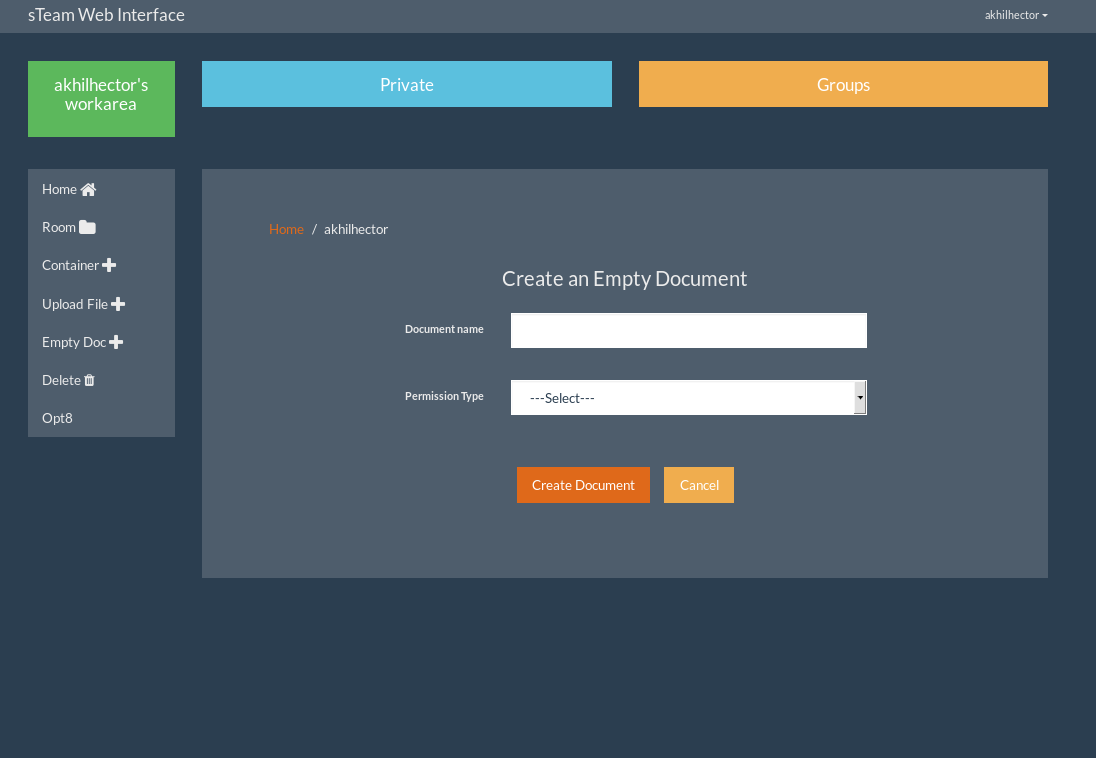 sTeam Web Interface
akhilhector
akhilhector's
workarea
Private
Groups
Home
Room
Container
Upload File
Empty Doc
Delete
Opt8
Home / akhilhector
Create an Empty Document
Document name
Permission Type
---Select---
Create Document
Cancel